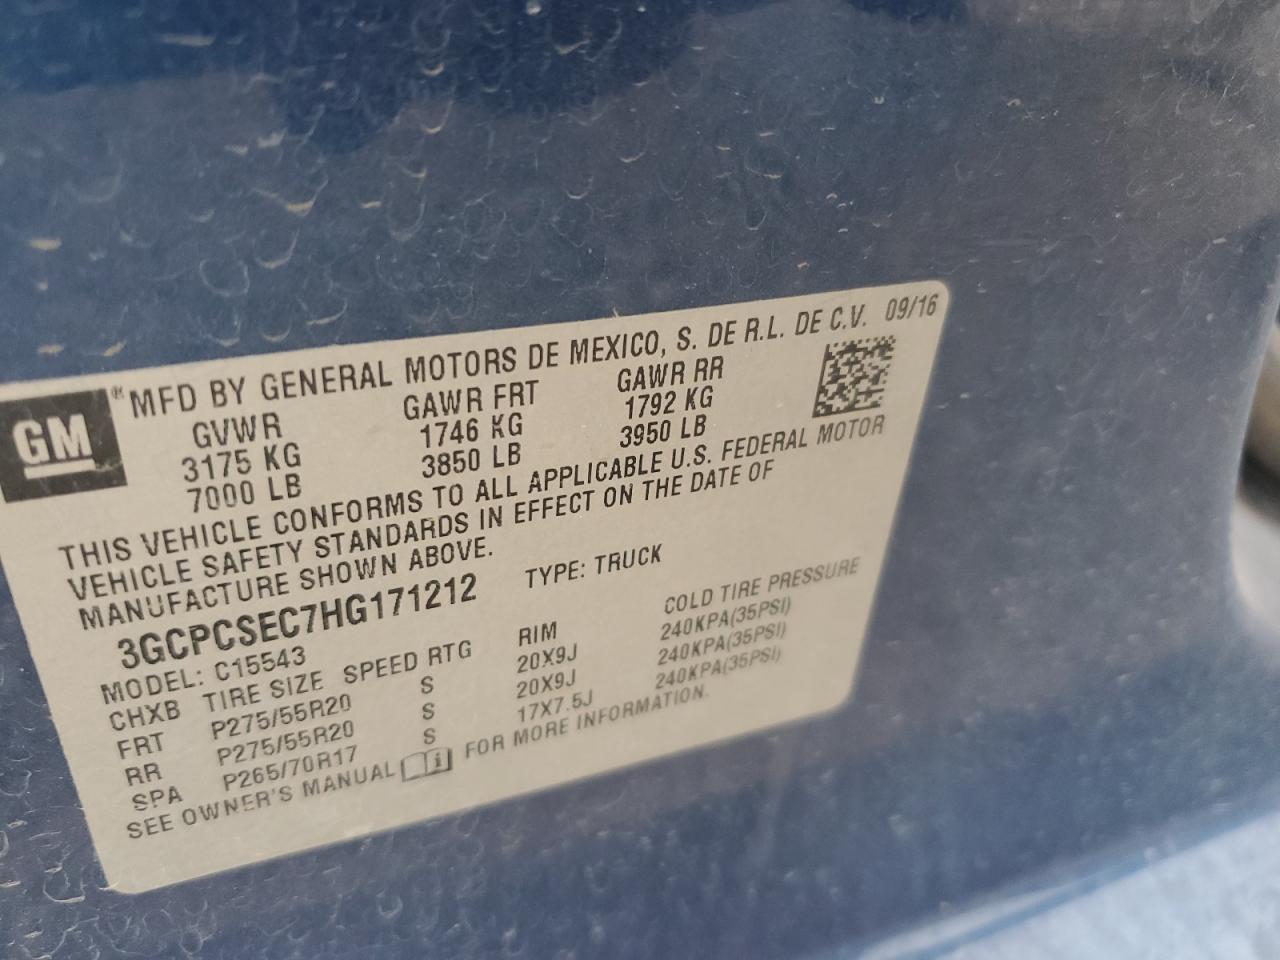 GM ® MFD BY GENERAL MOTORS DE MEXICO, S. DE R.L. DE C.V. 09/16
GVWR GAWR FRT GAWR RR
3175 KG 1746 KG 1792 KG
7000 LB 3850 LB 3950 LB
THIS VEHICLE CONFORMS TO ALL APPLICABLE U.S. FEDERAL MOTOR
VEHICLE SAFETY STANDARDS IN EFFECT ON THE DATE OF
MANUFACTURE SHOWN ABOVE.
3GCPCSEC7HG171212 TYPE: TRUCK
MODEL: C15543
CHXB TIRE SIZE SPEED RTG RIM COLD TIRE PRESSURE
FRT P275/55R20 S 20X9J 240KPA(35PSI)
RR P275/55R20 S 20X9J 240KPA(35PSI)
SPA P265/70R17 S 17X7.5J 240KPA(35PSI)
SEE OWNER'S MANUAL FOR MORE INFORMATION.